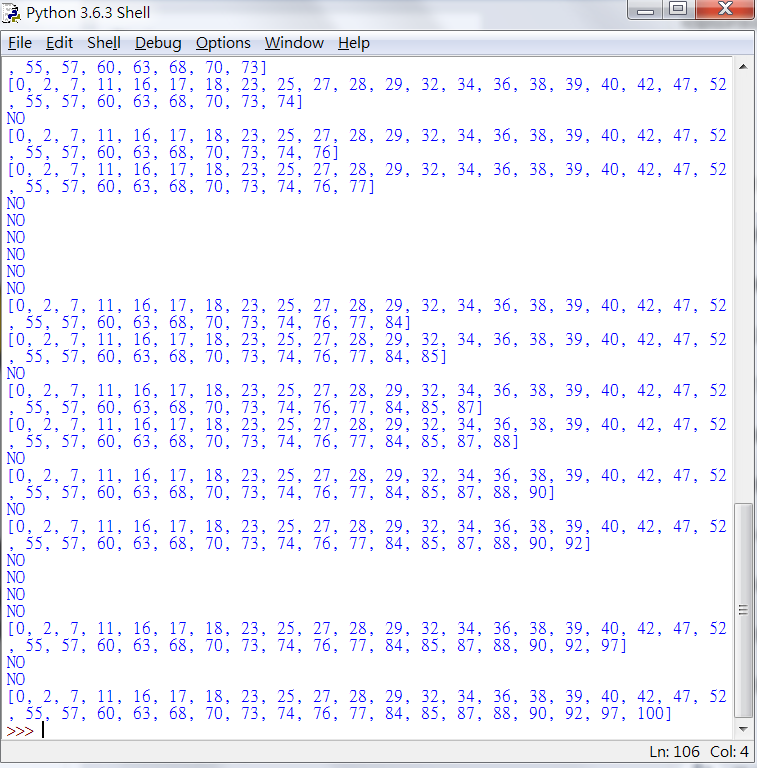 Python 3.6.3 Shell
File Edit Shell Debug Options Window Help
, 55, 57, 60, 63, 68, 70, 73]
[0, 2, 7, 11, 16, 17, 18, 23, 25, 27, 28, 29, 32, 34, 36, 38, 39, 40, 42, 47, 52
, 55, 57, 60, 63, 68, 70, 73, 74]
NO
[0, 2, 7, 11, 16, 17, 18, 23, 25, 27, 28, 29, 32, 34, 36, 38, 39, 40, 42, 47, 52
, 55, 57, 60, 63, 68, 70, 73, 74, 76]
[0, 2, 7, 11, 16, 17, 18, 23, 25, 27, 28, 29, 32, 34, 36, 38, 39, 40, 42, 47, 52
, 55, 57, 60, 63, 68, 70, 73, 74, 76, 77]
NO
NO
NO
NO
NO
NO
[0, 2, 7, 11, 16, 17, 18, 23, 25, 27, 28, 29, 32, 34, 36, 38, 39, 40, 42, 47, 52
, 55, 57, 60, 63, 68, 70, 73, 74, 76, 77, 84]
[0, 2, 7, 11, 16, 17, 18, 23, 25, 27, 28, 29, 32, 34, 36, 38, 39, 40, 42, 47, 52
, 55, 57, 60, 63, 68, 70, 73, 74, 76, 77, 84, 85]
NO
[0, 2, 7, 11, 16, 17, 18, 23, 25, 27, 28, 29, 32, 34, 36, 38, 39, 40, 42, 47, 52
, 55, 57, 60, 63, 68, 70, 73, 74, 76, 77, 84, 85, 87]
[0, 2, 7, 11, 16, 17, 18, 23, 25, 27, 28, 29, 32, 34, 36, 38, 39, 40, 42, 47, 52
, 55, 57, 60, 63, 68, 70, 73, 74, 76, 77, 84, 85, 87, 88]
NO
[0, 2, 7, 11, 16, 17, 18, 23, 25, 27, 28, 29, 32, 34, 36, 38, 39, 40, 42, 47, 52
, 55, 57, 60, 63, 68, 70, 73, 74, 76, 77, 84, 85, 87, 88, 90]
NO
[0, 2, 7, 11, 16, 17, 18, 23, 25, 27, 28, 29, 32, 34, 36, 38, 39, 40, 42, 47, 52
, 55, 57, 60, 63, 68, 70, 73, 74, 76, 77, 84, 85, 87, 88, 90, 92]
NO
NO
NO
NO
[0, 2, 7, 11, 16, 17, 18, 23, 25, 27, 28, 29, 32, 34, 36, 38, 39, 40, 42, 47, 52
, 55, 57, 60, 63, 68, 70, 73, 74, 76, 77, 84, 85, 87, 88, 90, 92, 97]
NO
NO
[0, 2, 7, 11, 16, 17, 18, 23, 25, 27, 28, 29, 32, 34, 36, 38, 39, 40, 42, 47, 52
, 55, 57, 60, 63, 68, 70, 73, 74, 76, 77, 84, 85, 87, 88, 90, 92, 97, 100]
>>>
Ln: 106 Col: 4